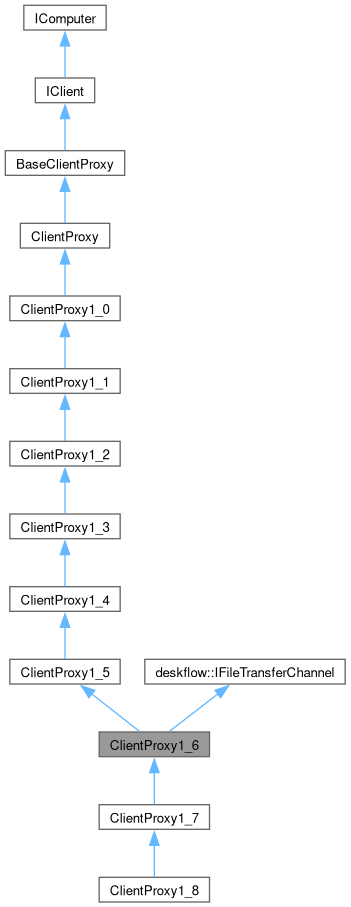 IComputer
IClient
BaseClientProxy
ClientProxy
ClientProxy1_0
ClientProxy1_1
ClientProxy1_2
ClientProxy1_3
ClientProxy1_4
ClientProxy1_5
deskflow::IFileTransferChannel
ClientProxy1_6
ClientProxy1_7
ClientProxy1_8